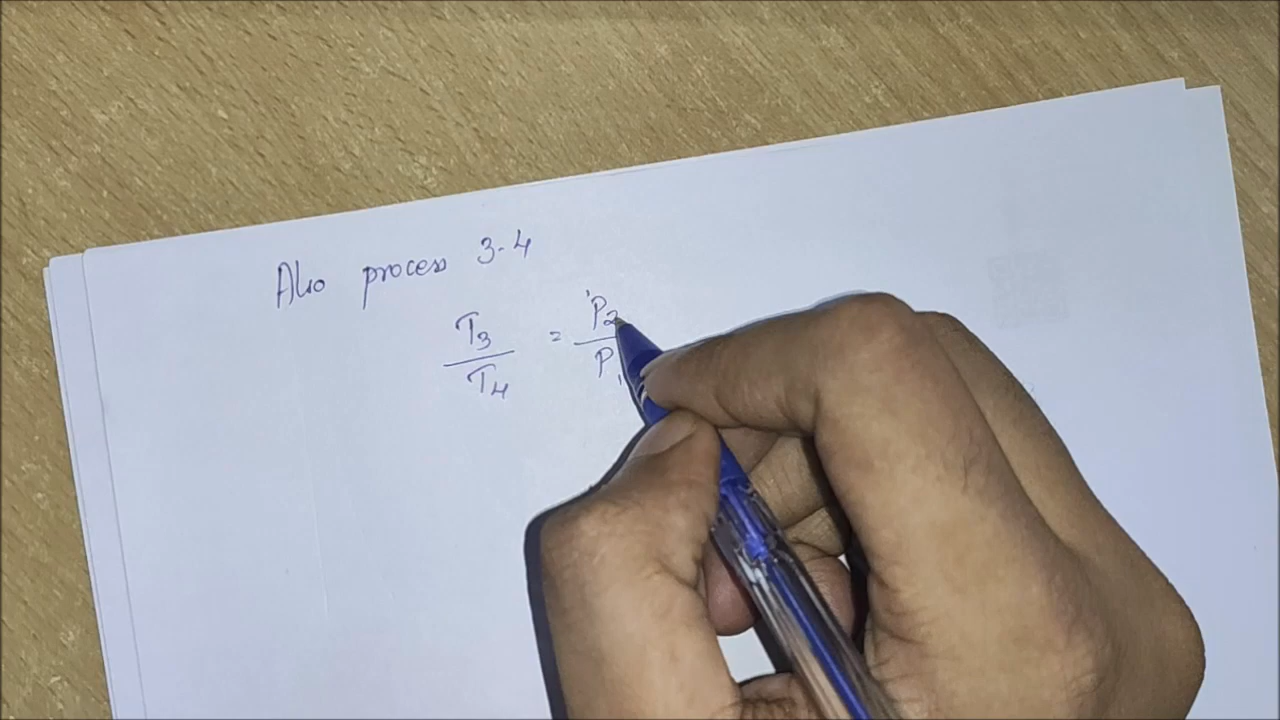 Also process 3-4
T3/T4 = P2/P1